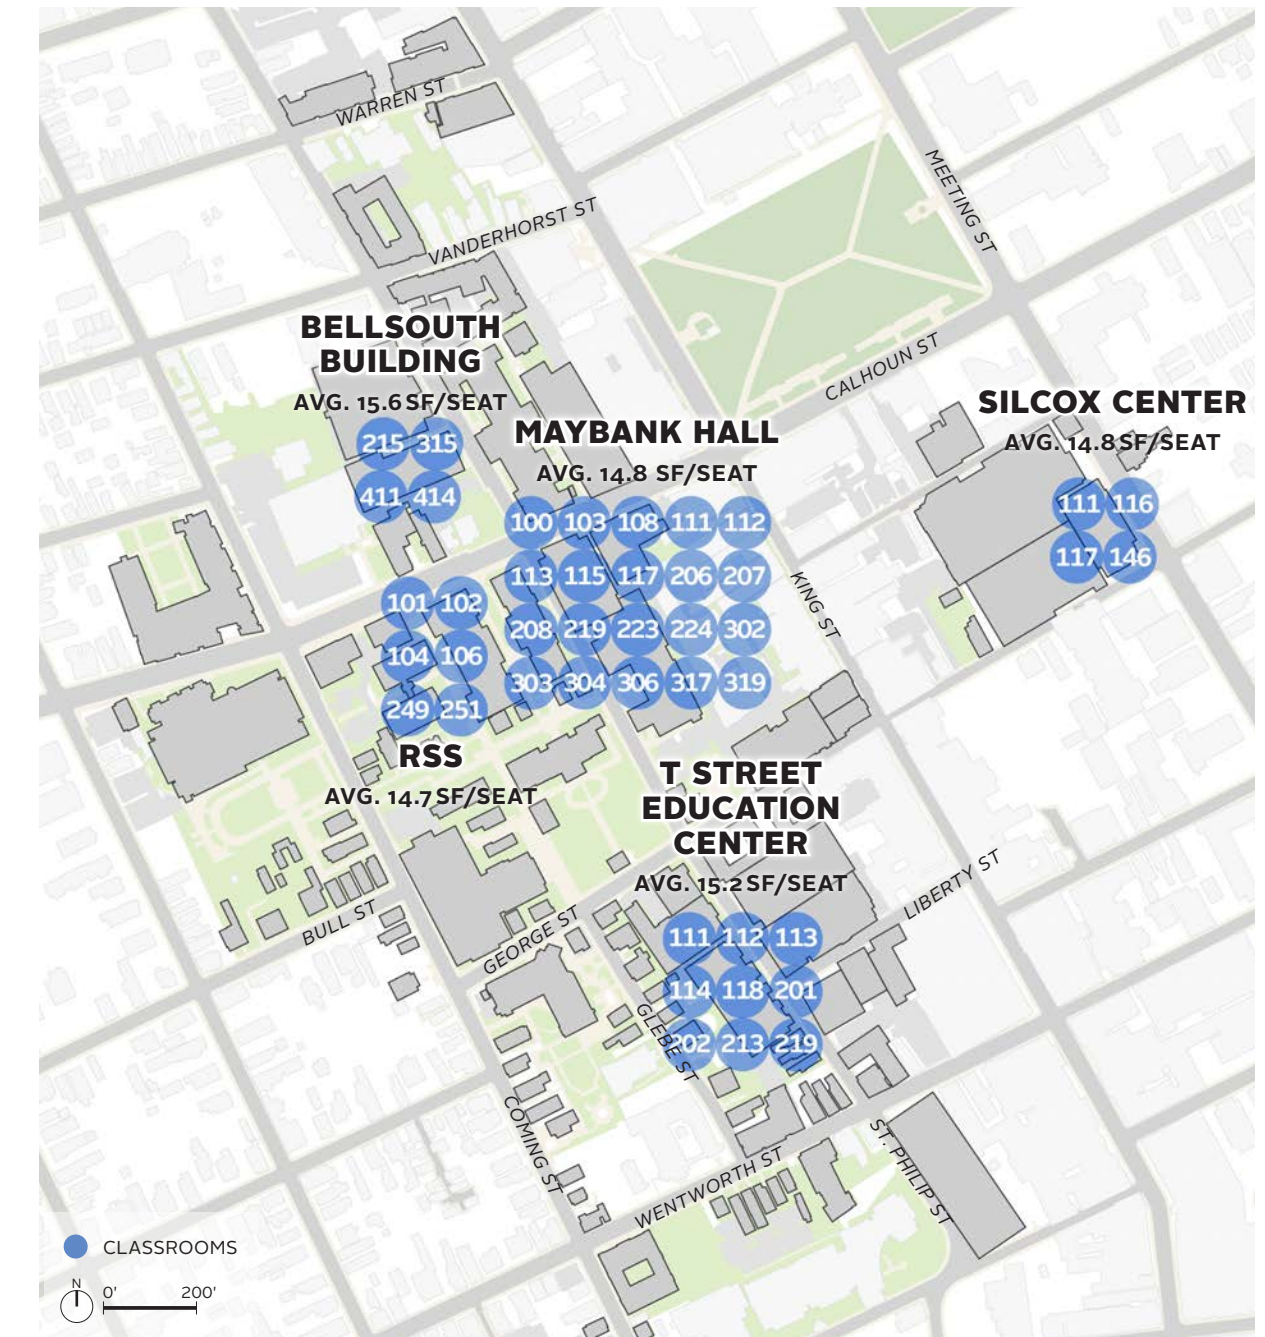 WARREN ST
MEETING ST
VANDERHORST ST
BELLSOUTH
BUILDING
AVG. 15.6 SF/SEAT
215 315
411 414
CALHOUN ST
SILCOX CENTER
AVG. 14.8 SF/SEAT
111 116
117 146
MAYBANK HALL
AVG. 14.8 SF/SEAT
100 103 108 111 112
113 115 117 206 207
208 219 223 224 302
303 304 306 317 319
KING ST
101 102
104 106
249 251
RSS
AVG. 14.7 SF/SEAT
T STREET
EDUCATION
CENTER
AVG. 15.2 SF/SEAT
111 112 113
114 118 201
202 213 219
LIBERTY ST
BULL ST
GEORGE ST
GLEBE ST
COMING ST
ST. PHILIP ST
WENTWORTH ST
CLASSROOMS
N
0' 200'